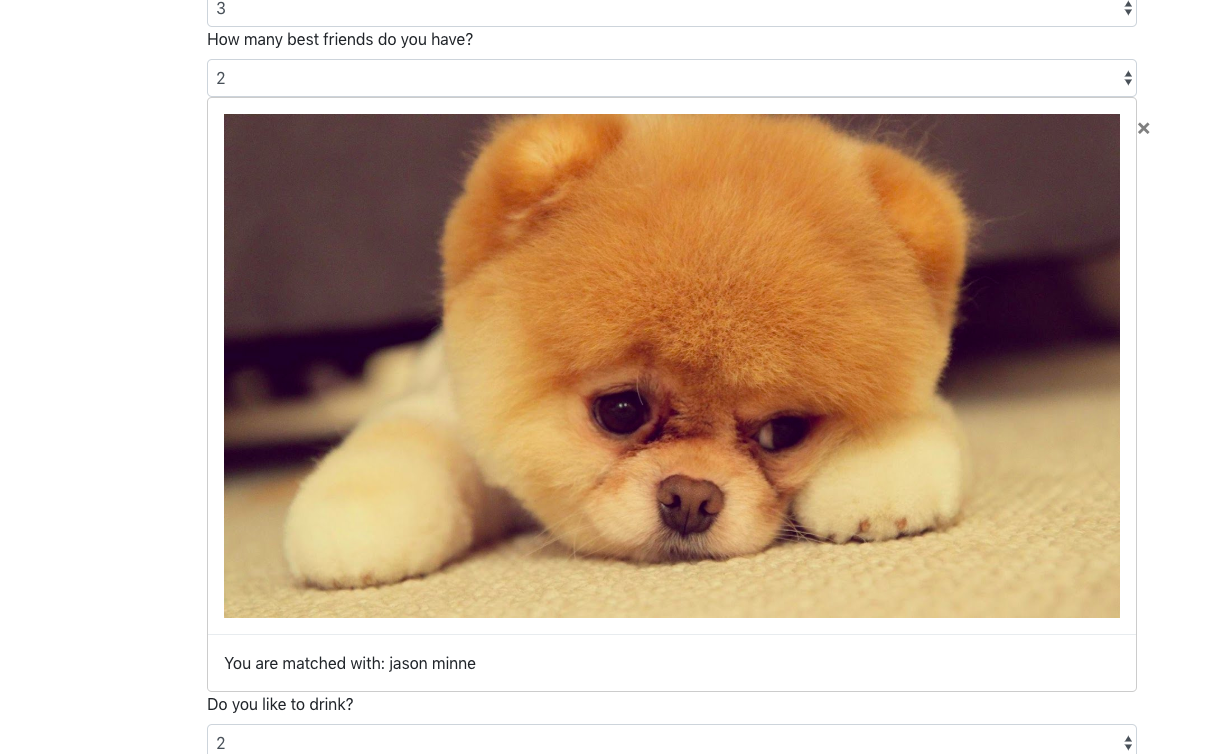 3
How many best friends do you have?
2
×
You are matched with: jason minne
Do you like to drink?
2